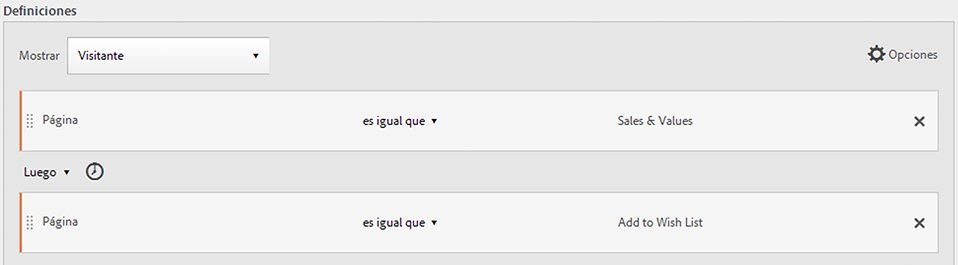 Definiciones
Mostrar Visitante Opciones
Página es igual que Sales & Values
Luego
Página es igual que Add to Wish List